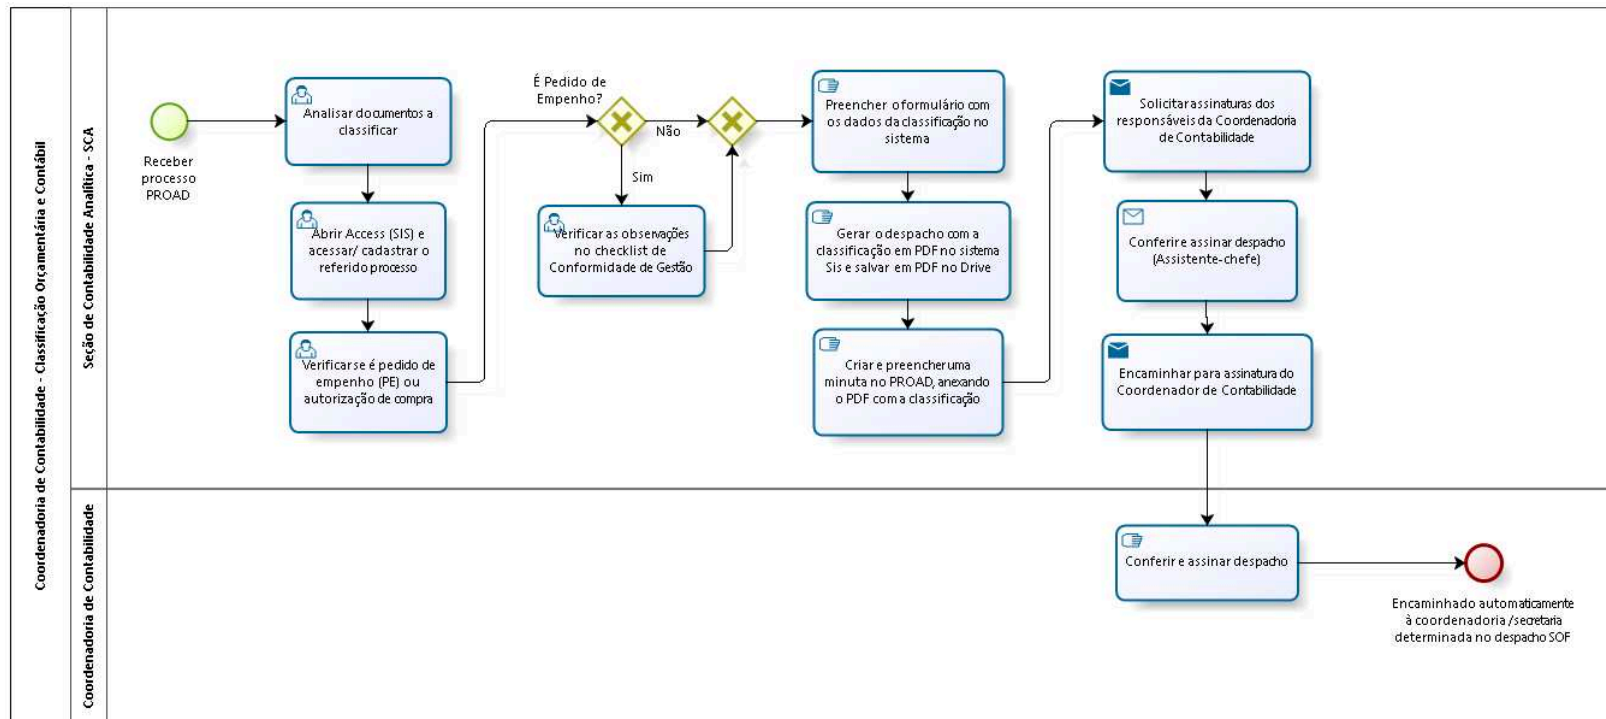 Coordenadoria de Contabilidade - Classificação Orçamentária e Contábil
Seção de Contabilidade Analítica - SCA
Receber
processo
PROAD
Analisar documentos a
classificar
Abrir Access (SIS) e
acessar/ cadastrar o
referido processo
Verificar se é pedido de
empenho (PE) ou
autorização de compra
É Pedido de
Empenho?
Não
Sim
Verificar as observações
no checklist de
Conformidade de Gestão
Preencher o formulário com
os dados da classificação no
sistema
Gerar o despacho com a
classificação em PDF no sistema
Sis e salvar em PDF no Drive
Criar e preencher uma
minuta no PROAD, anexando
o PDF com a classificação
Solicitar assinaturas dos
responsáveis da Coordenadoria
de Contabilidade
Conferir e assinar despacho
(Assistente-chefe)
Encaminhar para assinatura do
Coordenador de Contabilidade
Coordenadoria de Contabilidade
Conferir e assinar despacho
Encaminhado automaticamente
à coordenadoria /secretaria
determinada no despacho SOF